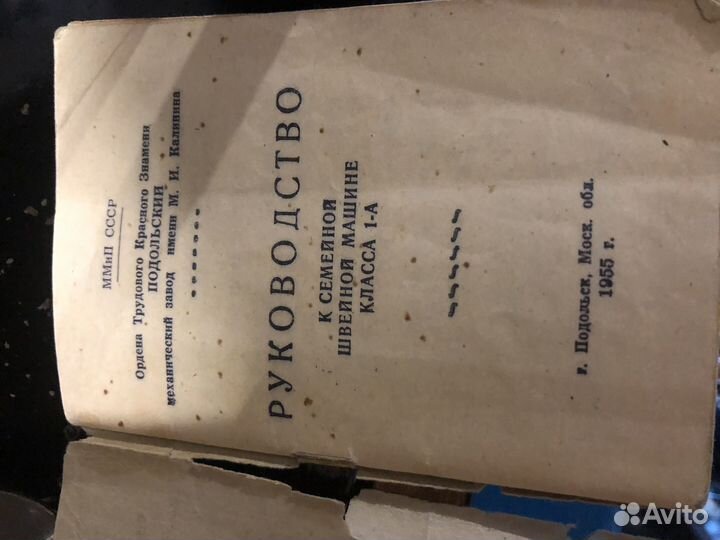 ММиП СССР
Ордена Трудового Красного Знамени
ПОДОЛЬСКИЙ
механический завод имени М. И. Калинина
РУКОВОДСТВО
К СЕМЕЙНОЙ
ШВЕЙНОЙ МАШИНЕ
КЛАССА 1-А
г. Подольск, Моск. обл.
1955 г.
Avito